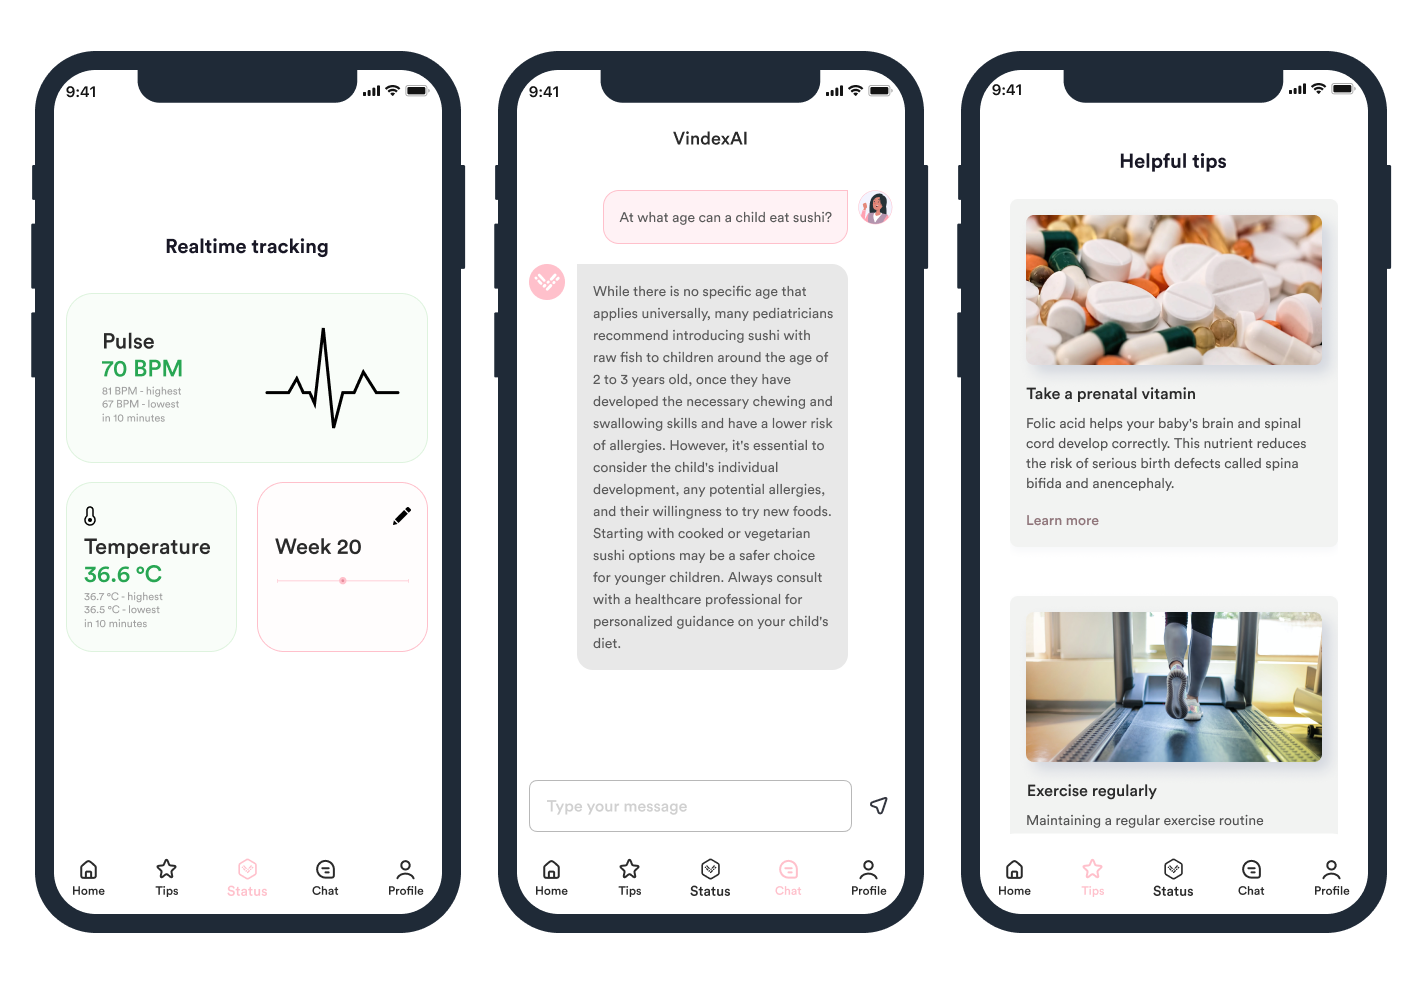 9:41
Realtime tracking
Pulse
70 BPM
81 BPM - highest
67 BPM - lowest
in 10 minutes
Temperature
36.6 °C
36.7 °C - highest
36.5 °C - lowest
in 10 minutes
Week 20
Home
Tips
Status
Chat
Profile
9:41
VindexAI
At what age can a child eat sushi?
While there is no specific age that
applies universally, many pediatricians
recommend introducing sushi with
raw fish to children around the age of
2 to 3 years old, once they have
developed the necessary chewing and
swallowing skills and have a lower risk
of allergies. However, it's essential to
consider the child's individual
development, any potential allergies,
and their willingness to try new foods.
Starting with cooked or vegetarian
sushi options may be a safer choice
for younger children. Always consult
with a healthcare professional for
personalized guidance on your child's
diet.
Type your message
Home
Tips
Status
Chat
Profile
9:41
Helpful tips
Take a prenatal vitamin
Folic acid helps your baby's brain and spinal
cord develop correctly. This nutrient reduces
the risk of serious birth defects called spina
bifida and anencephaly.
Learn more
Exercise regularly
Maintaining a regular exercise routine
Home
Tips
Status
Chat
Profile